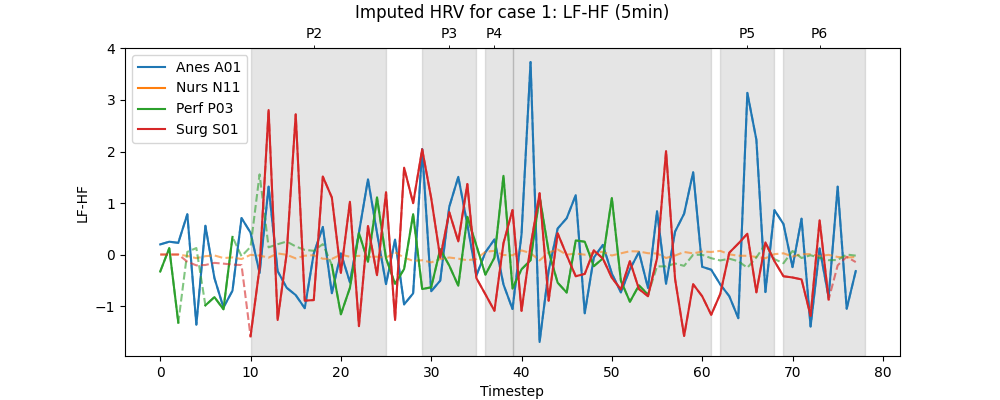 Imputed HRV for case 1: LF-HF (5min)
P2 P3 P4 P5 P6
4
3
2
1
0
−1
LF-HF
Anes A01
Nurs N11
Perf P03
Surg S01
0 10 20 30 40 50 60 70 80
Timestep